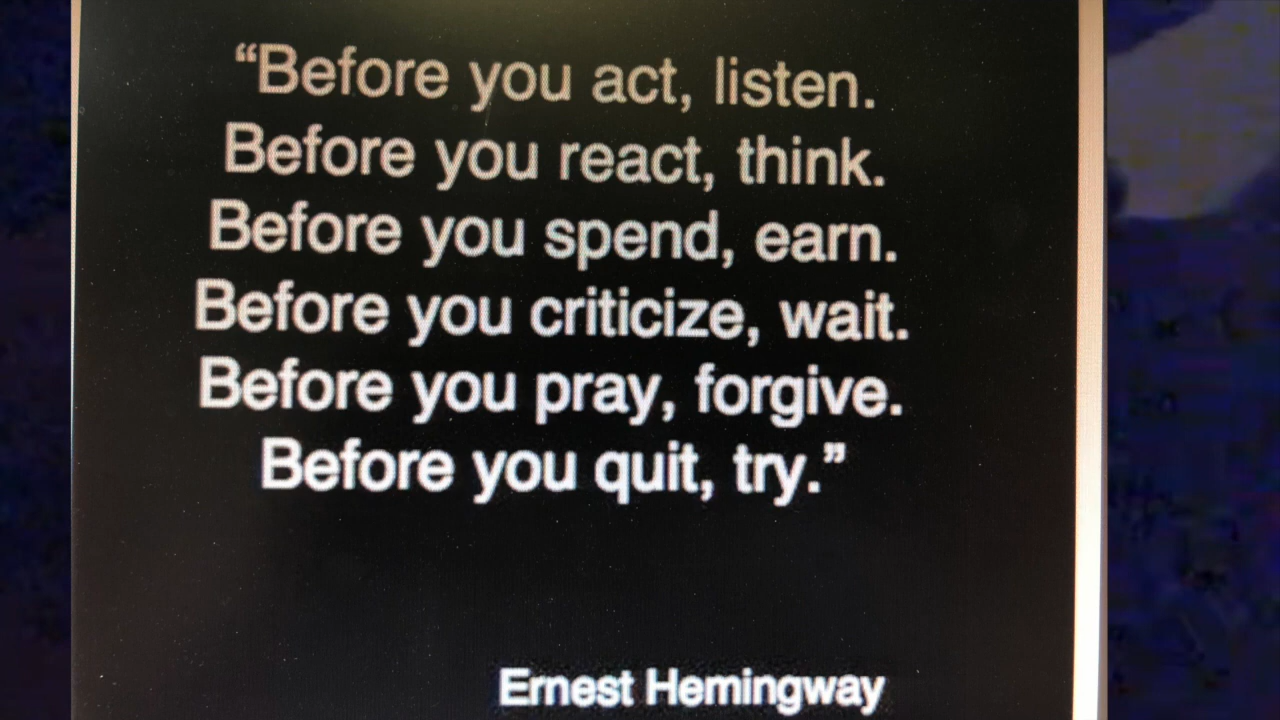 “Before you act, listen.
Before you react, think.
Before you spend, earn.
Before you criticize, wait.
Before you pray, forgive.
Before you quit, try.”
Ernest Hemingway